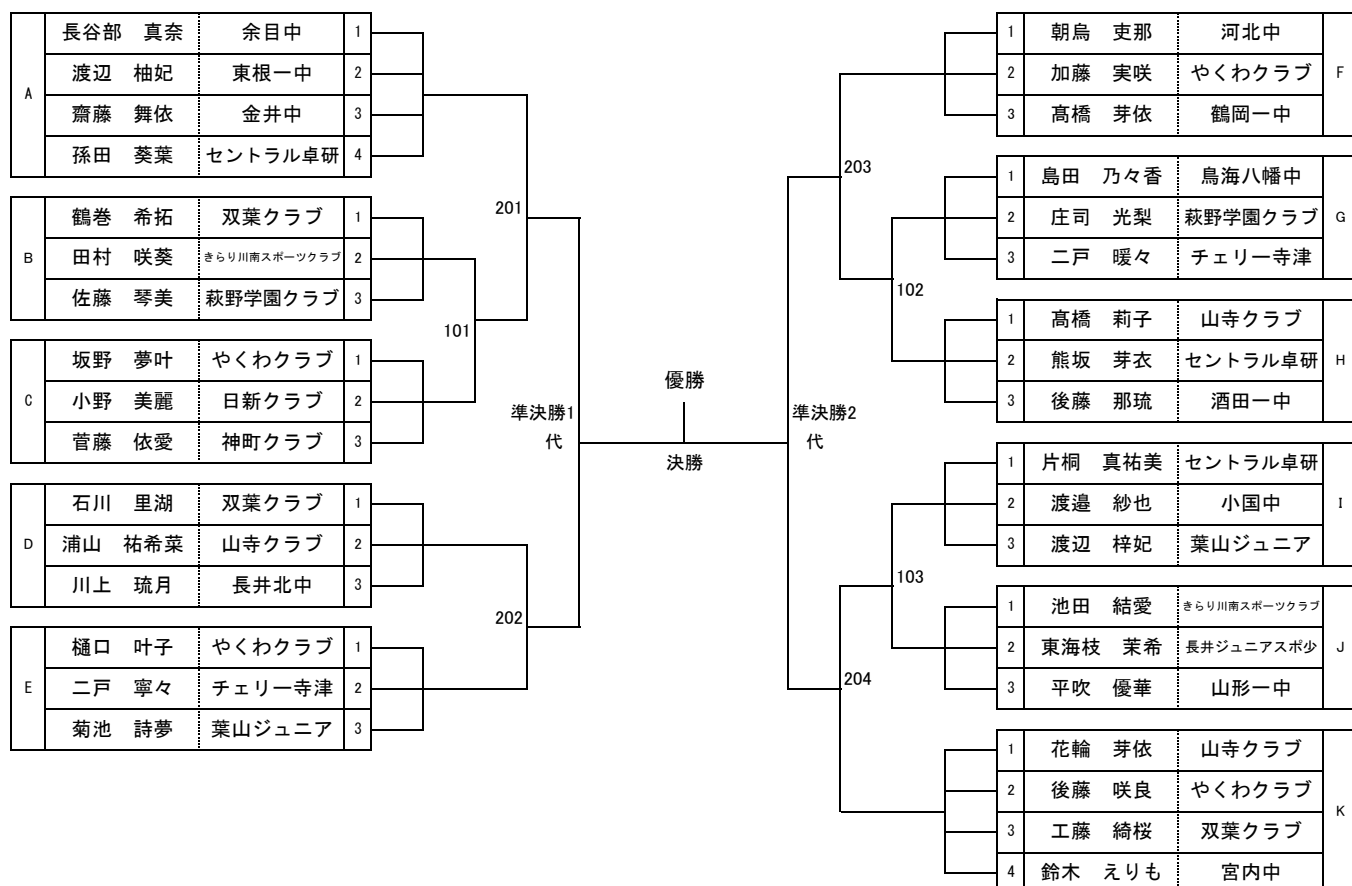 A
長谷部　真奈 余目中 1
渡辺　柚妃 東根一中 2
齋藤　舞依 金井中 3
孫田　葵葉 セントラル卓研 4
B
鶴巻　希拓 双葉クラブ 1
田村　咲葵 きらり川南スポーツクラブ 2
佐藤　琴美 萩野学園クラブ 3
C
坂野　夢叶 やくわクラブ 1
小野　美麗 日新クラブ 2
菅藤　依愛 神町クラブ 3
D
石川　里湖 双葉クラブ 1
浦山　祐希菜 山寺クラブ 2
川上　琉月 長井北中 3
E
樋口　叶子 やくわクラブ 1
二戸　寧々 チェリー寺津 2
菊池　詩夢 葉山ジュニア 3
201
101
202
準決勝1
代
優勝
決勝
準決勝2
代
203
102
103
204
1 朝烏　吏那 河北中
2 加藤　実咲 やくわクラブ
3 髙橋　芽依 鶴岡一中
F
1 島田　乃々香 鳥海八幡中
2 庄司　光梨 萩野学園クラブ
3 二戸　暖々 チェリー寺津
G
1 髙橋　莉子 山寺クラブ
2 熊坂　芽衣 セントラル卓研
3 後藤　那琉 酒田一中
H
1 片桐　真祐美 セントラル卓研
2 渡邉　紗也 小国中
3 渡辺　梓妃 葉山ジュニア
I
1 池田　結愛 きらり川南スポーツクラブ
2 東海枝　茉希 長井ジュニアスポ少
3 平吹　優華 山形一中
J
1 花輪　芽依 山寺クラブ
2 後藤　咲良 やくわクラブ
3 工藤　綺桜 双葉クラブ
4 鈴木　えりも 宮内中
K